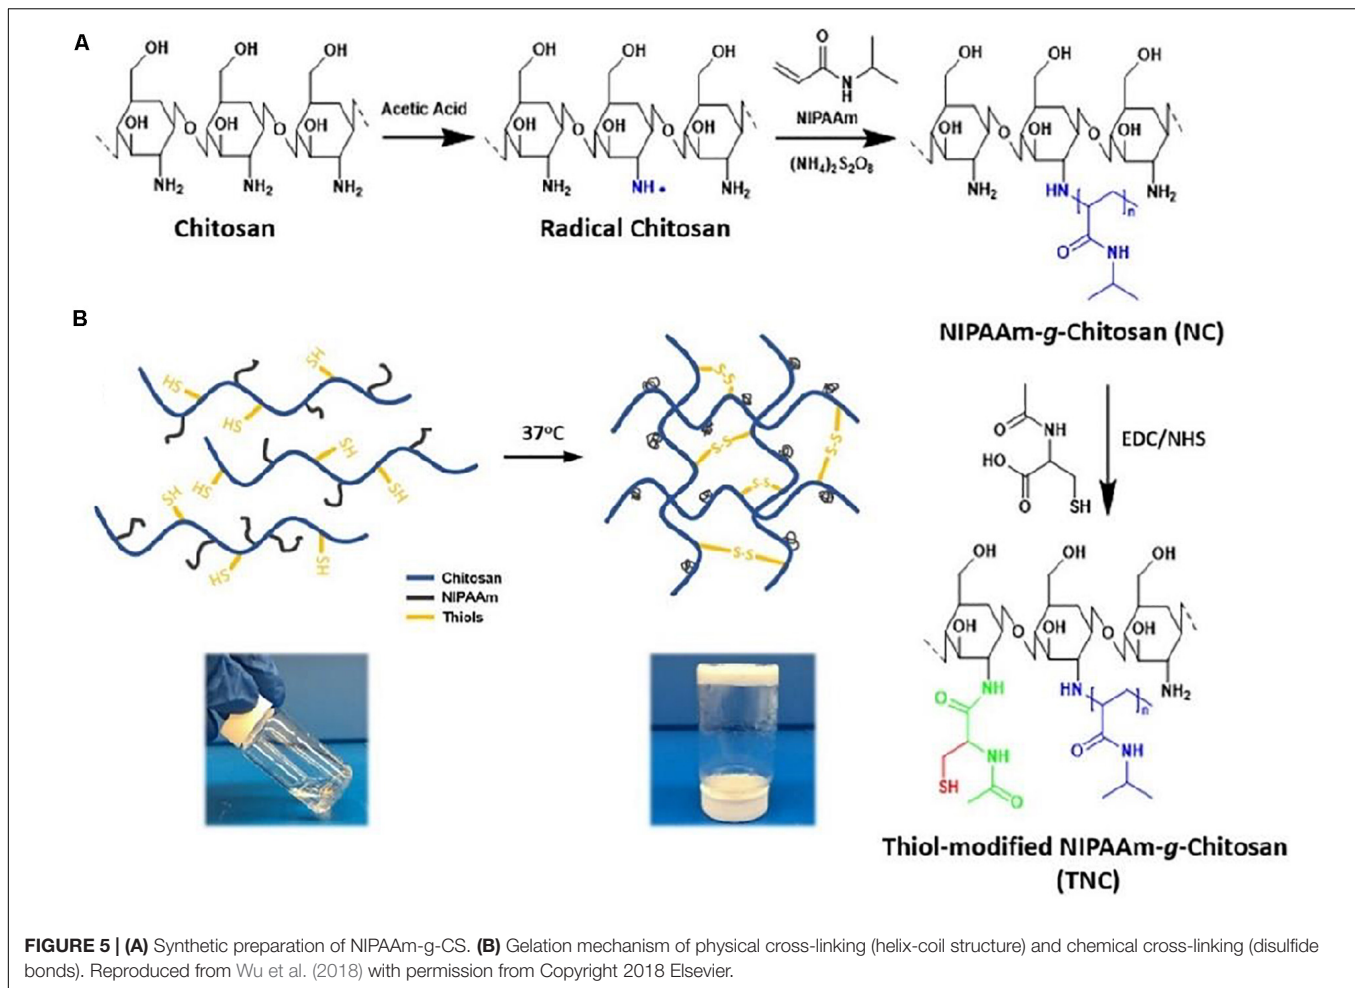 A
OH
OH
OH
OH
OH
OH
O
O
NH2
NH2
NH2
Chitosan
Acetic Acid
OH
OH
OH
OH
OH
OH
O
O
NH2
NH•
NH2
Radical Chitosan
O
N
H
NIPAAm
(NH4)2S2O8
OH
OH
OH
OH
OH
OH
O
O
NH2
HN
NH2
n
O
NH
NIPAAm-g-Chitosan (NC)
O
NH
HO
O
SH
EDC/NHS
OH
OH
OH
OH
OH
OH
O
O
NH
HN
NH2
O
n
NH
SH
O
O
NH
Thiol-modified NIPAAm-g-Chitosan
(TNC)
B
HS
SH
HS
SH
HS
SH
SH
HS
SH
37°C
S-S
S-S
S-S
S-S
S-S
Chitosan
NIPAAm
Thiols
FIGURE 5 | (A) Synthetic preparation of NIPAAm-g-CS. (B) Gelation mechanism of physical cross-linking (helix-coil structure) and chemical cross-linking (disulfide
bonds). Reproduced from Wu et al. (2018) with permission from Copyright 2018 Elsevier.